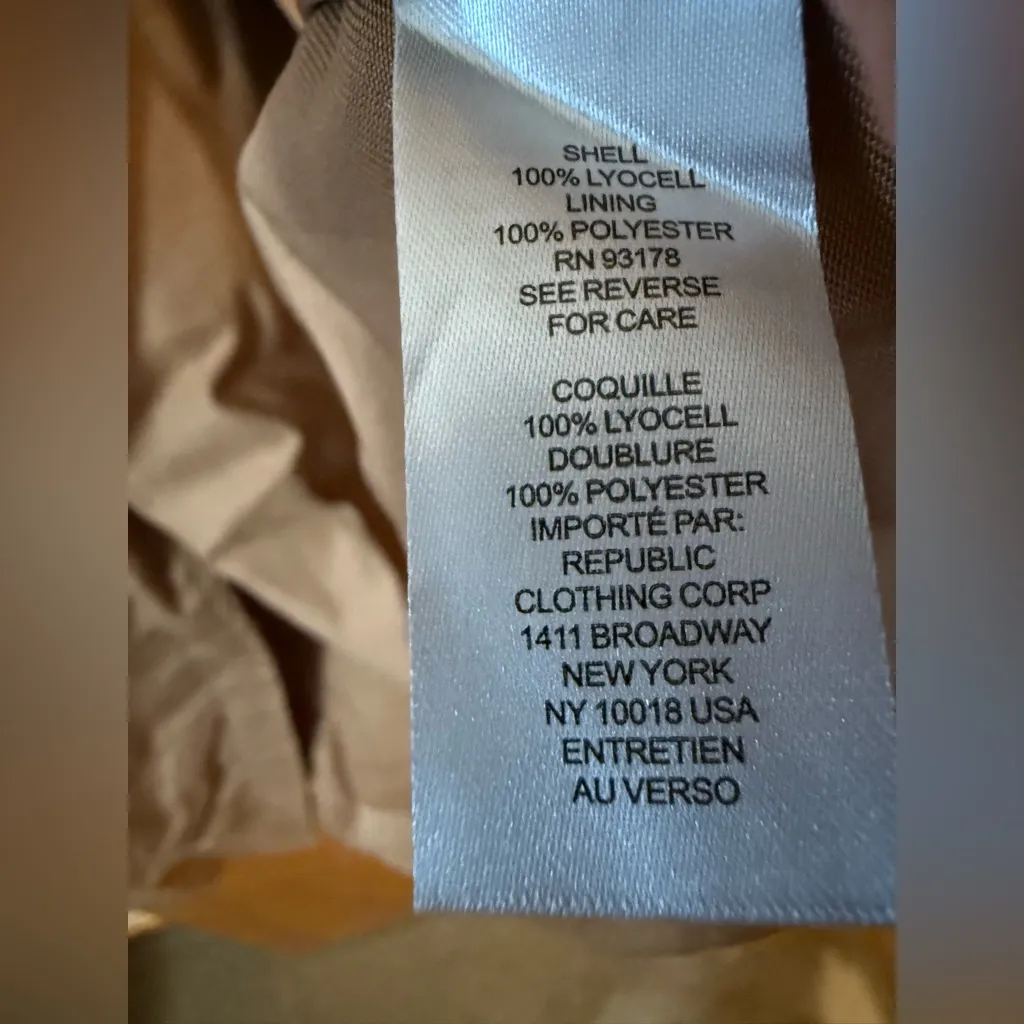 SHELL
100% LYOCELL
LINING
100% POLYESTER
RN 93178
SEE REVERSE
FOR CARE
COQUILLE
100% LYOCELL
DOUBLURE
100% POLYESTER
IMPORTÉ PAR:
REPUBLIC
CLOTHING CORP
1411 BROADWAY
NEW YORK
NY 10018 USA
ENTRETIEN
AU VERSO